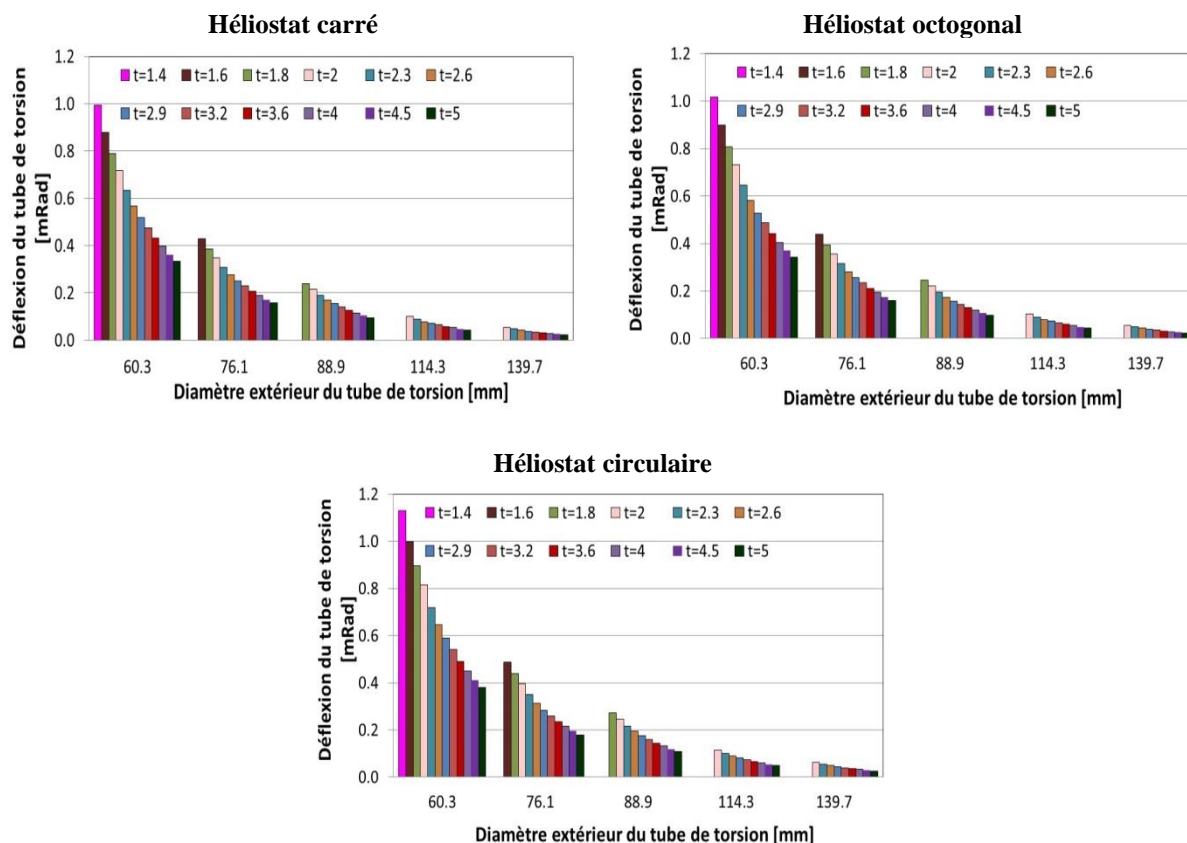 Héliostat carré
Déflexion du tube de torsion
[mRad]
1.2
1.0
0.8
0.6
0.4
0.2
0.0
t=1.4 t=1.6 t=1.8 t=2 t=2.3 t=2.6
t=2.9 t=3.2 t=3.6 t=4 t=4.5 t=5
60.3 76.1 88.9 114.3 139.7
Diamètre extérieur du tube de torsion [mm]
Héliostat octogonal
Déflexion du tube de torsion
[mRad]
1.2
1.0
0.8
0.6
0.4
0.2
0.0
t=1.4 t=1.6 t=1.8 t=2 t=2.3 t=2.6
t=2.9 t=3.2 t=3.6 t=4 t=4.5 t=5
60.3 76.1 88.9 114.3 139.7
Diamètre extérieur du tube de torsion [mm]
Héliostat circulaire
Déflexion du tube de torsion
[mRad]
1.2
1.0
0.8
0.6
0.4
0.2
0.0
t=1.4 t=1.6 t=1.8 t=2 t=2.3 t=2.6
t=2.9 t=3.2 t=3.6 t=4 t=4.5 t=5
60.3 76.1 88.9 114.3 139.7
Diamètre extérieur du tube de torsion [mm]